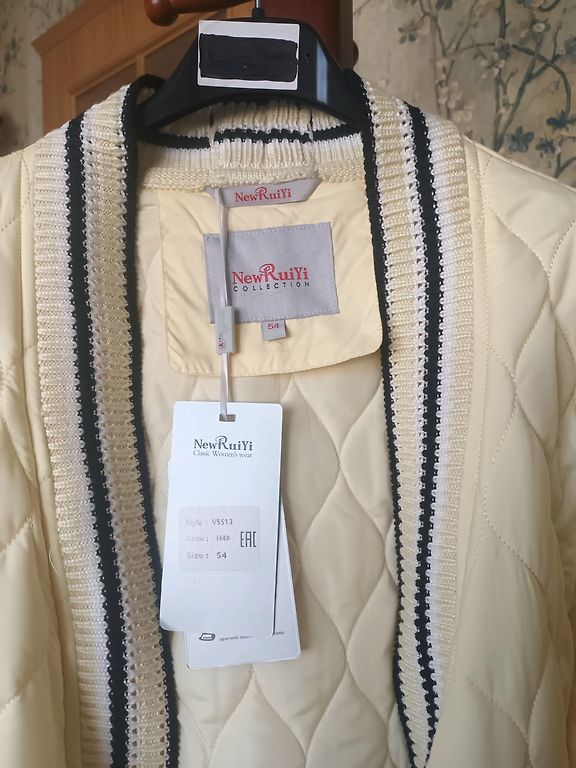 NewRuiYi
NewRuiYi
COLLECTION
54
NewRuiYi
Classic Women's wear
Style : V5513
Color : H4#
Size : 54
EAC